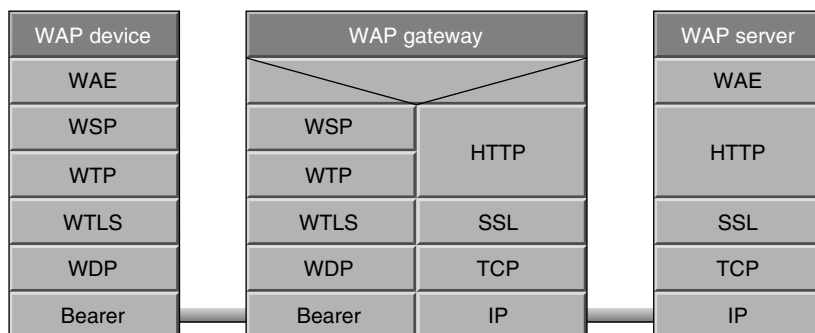 WAP device
WAE
WSP
WTP
WTLS
WDP
Bearer
WAP gateway
WSP
WTP
WTLS
WDP
Bearer
HTTP
SSL
TCP
IP
WAP server
WAE
HTTP
SSL
TCP
IP